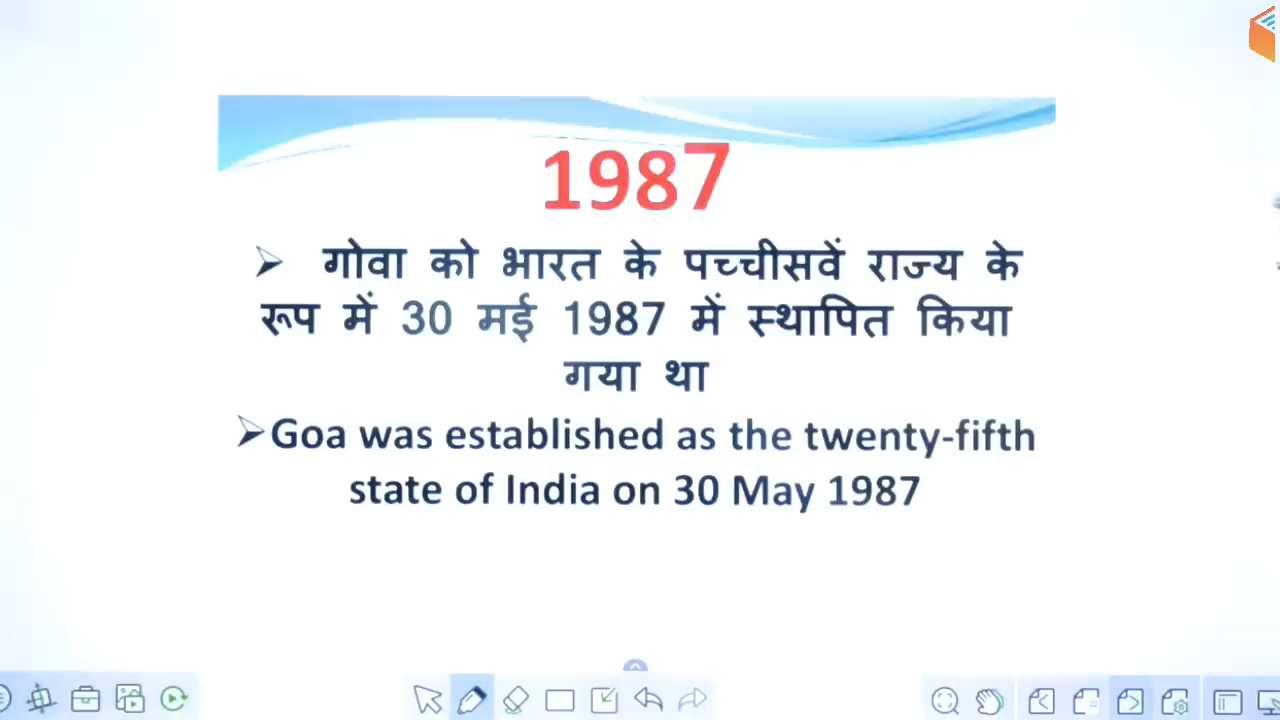 1987
➢ गोवा को भारत के पच्चीसवें राज्य के
रूप में 30 मई 1987 में स्थापित किया
गया था
➢Goa was established as the twenty-fifth
state of India on 30 May 1987